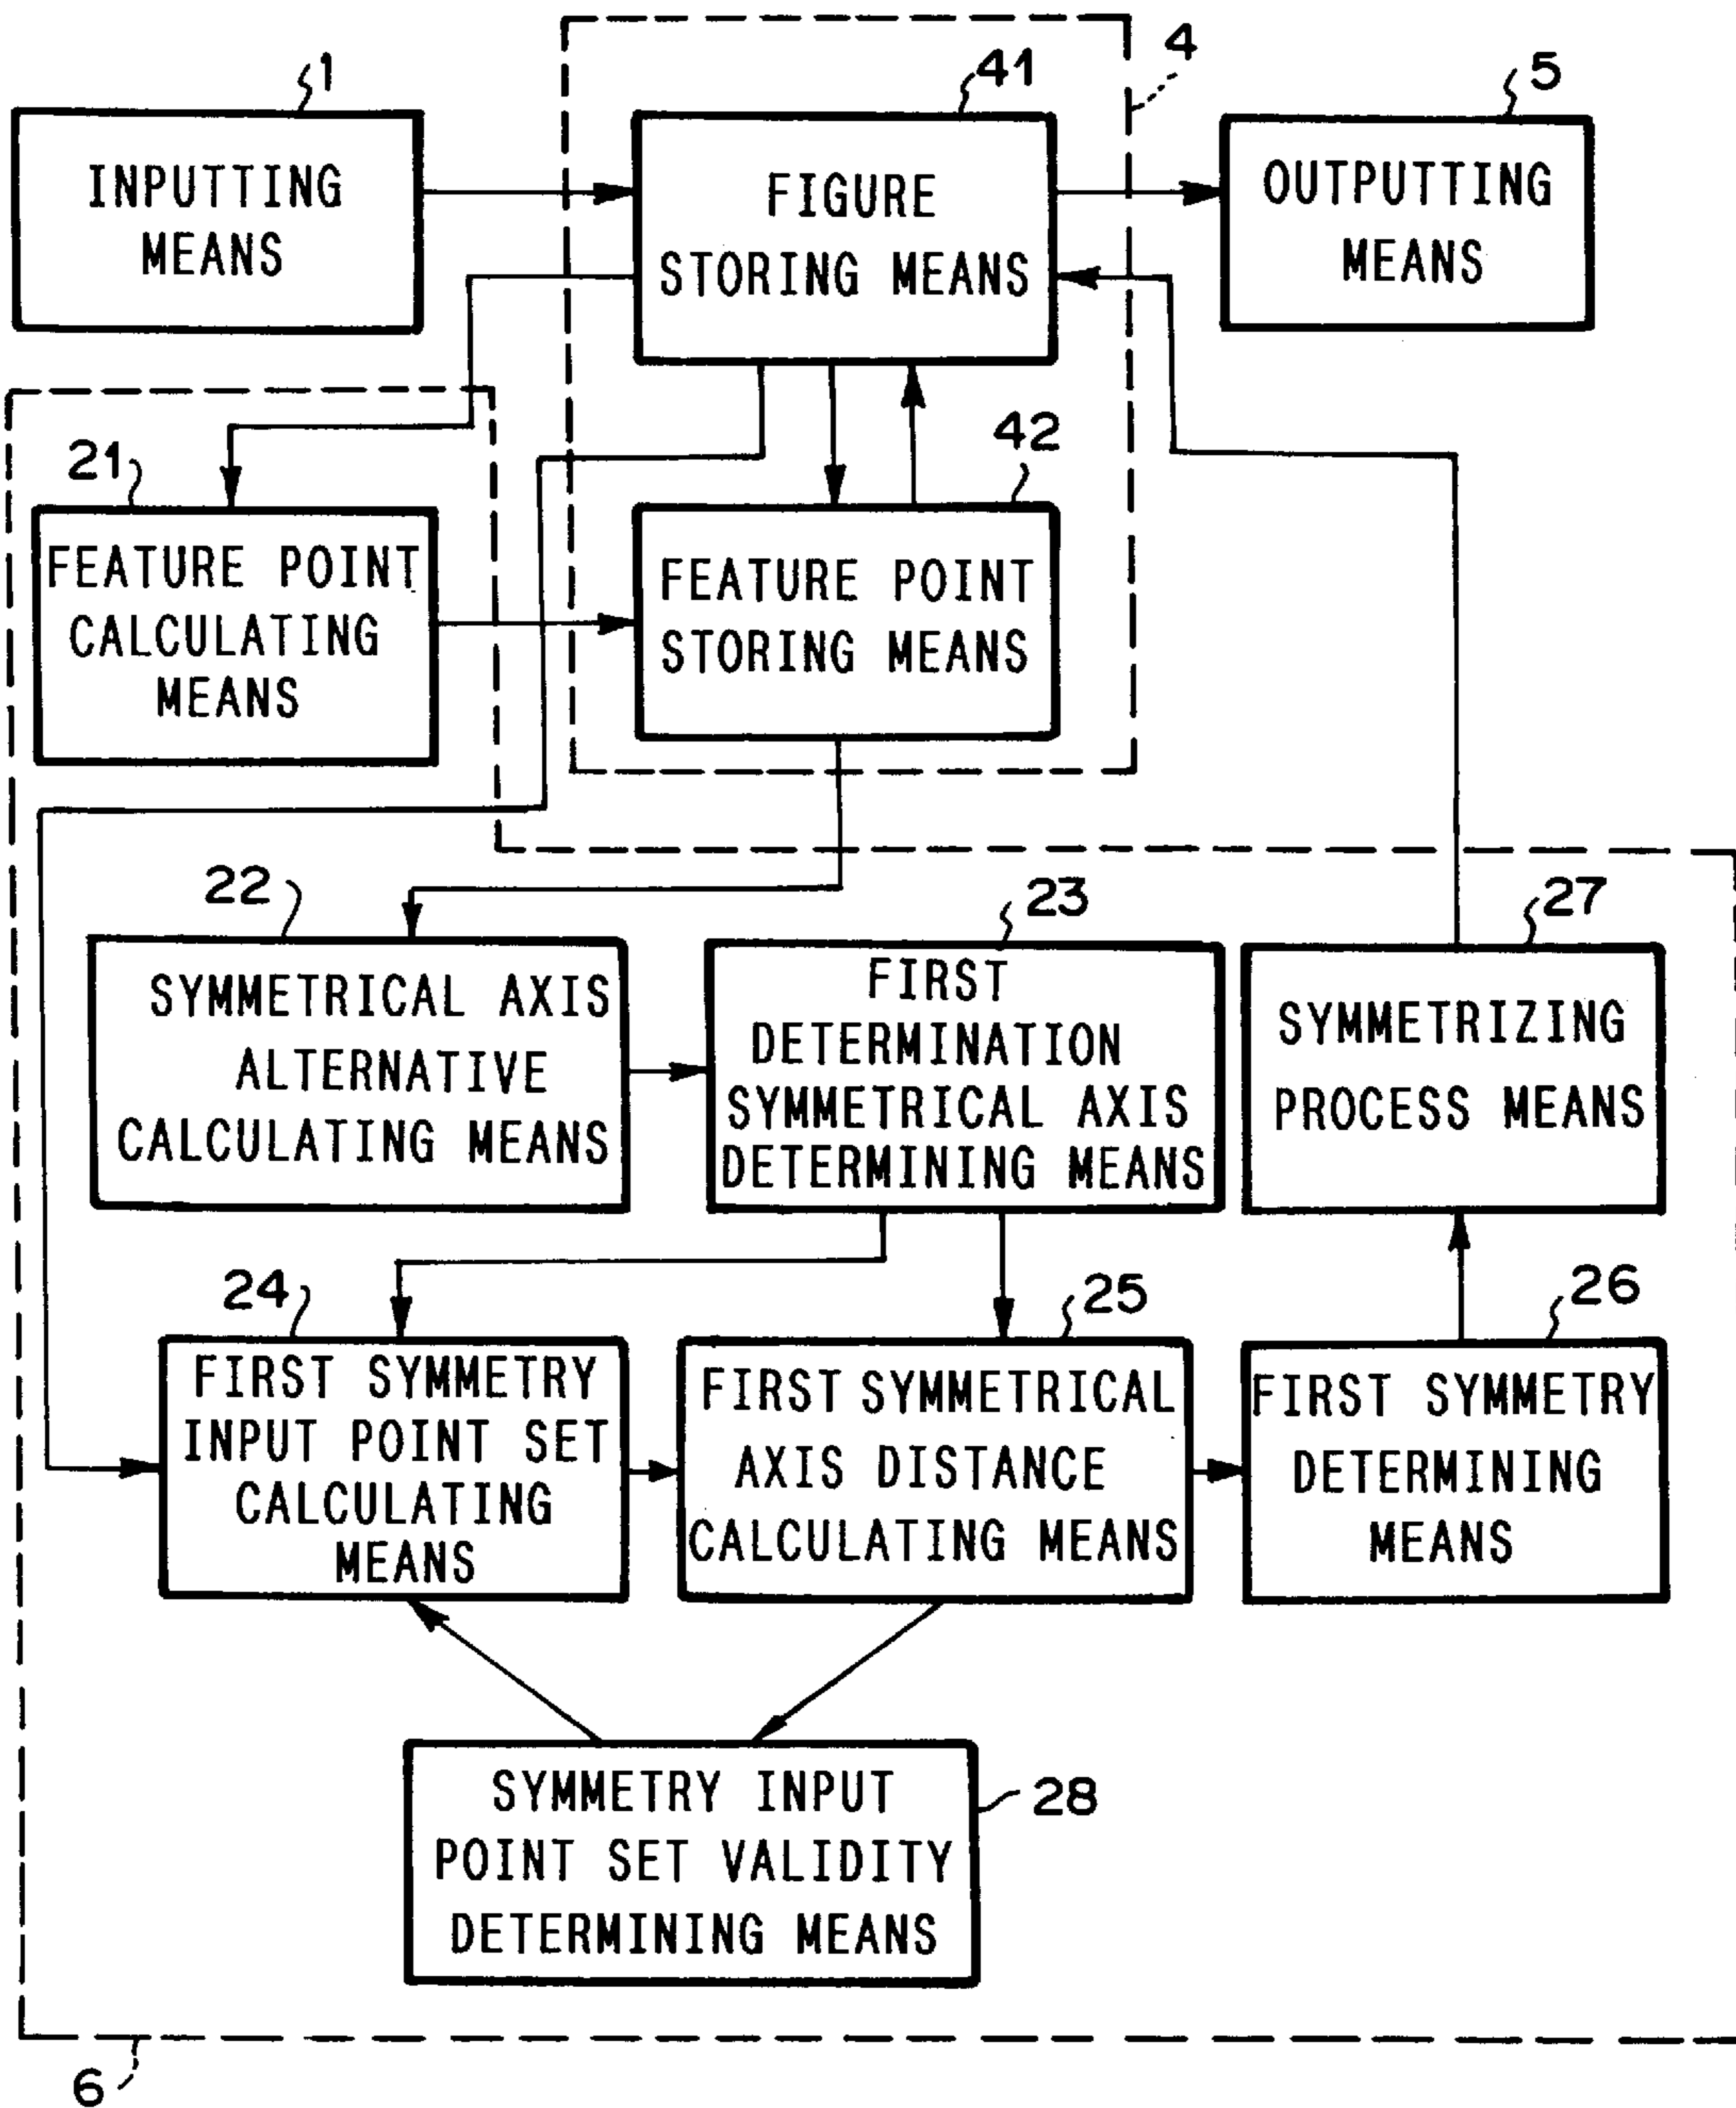 4
1
INPUTTING
MEANS
41
FIGURE
STORING MEANS
5
OUTPUTTING
MEANS
21
FEATURE POINT
CALCULATING
MEANS
42
FEATURE POINT
STORING MEANS
22
SYMMETRICAL AXIS
ALTERNATIVE
CALCULATING MEANS
23
FIRST
DETERMINATION
SYMMETRICAL AXIS
DETERMINING MEANS
27
SYMMETRIZING
PROCESS MEANS
24
FIRST SYMMETRY
INPUT POINT SET
CALCULATING
MEANS
25
FIRST SYMMETRICAL
AXIS DISTANCE
CALCULATING MEANS
26
FIRST SYMMETRY
DETERMINING
MEANS
SYMMETRY INPUT
POINT SET VALIDITY
DETERMINING MEANS
28
6